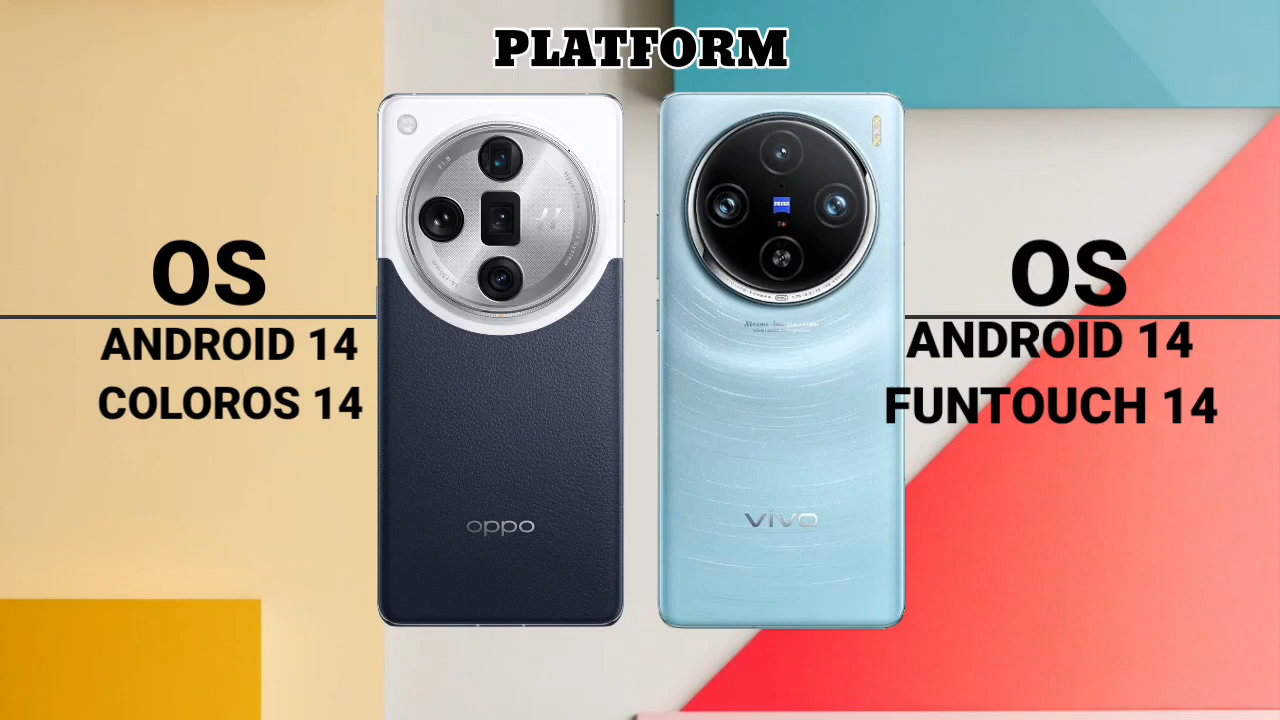 PLATFORM
OS
ANDROID 14
COLOROS 14
oppo
ZEISS
vivo
OS
ANDROID 14
FUNTOUCH 14